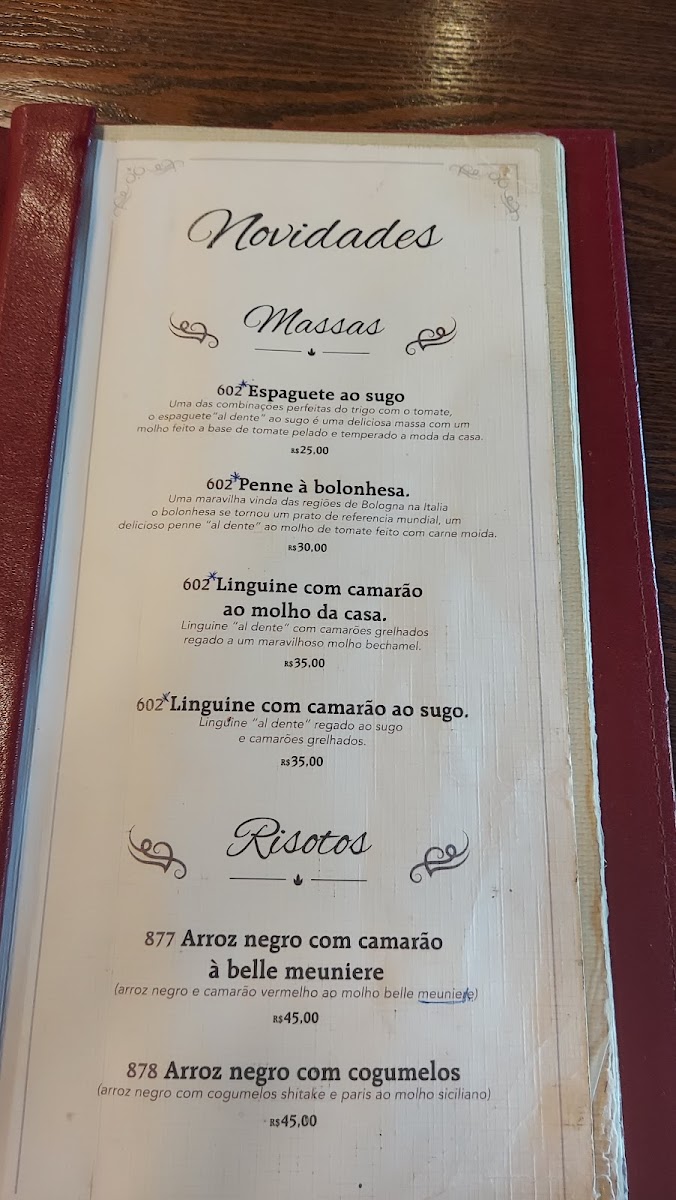 Novidades
Massas
602* Espaguete ao sugo
Uma das combinações perfeitas do trigo com o tomate,
o espaguete"al dente" ao sugo é uma deliciosa massa com um
molho feito a base de tomate pelado e temperado a moda da casa.
R$25,00
602* Penne à bolonhesa.
Uma maravilha vinda das regiões de Bologna na Italia
o bolonhesa se tornou um prato de referencia mundial, um
delicioso penne "al dente" ao molho de tomate feito com carne moida.
R$30,00
602* Linguine com camarão
ao molho da casa.
Linguine "al dente" com camarões grelhados
regado a um maravilhoso molho bechamel.
R$35,00
602* Linguine com camarão ao sugo.
Linguine "al dente" regado ao sugo
e camarões grelhados.
R$35,00
Risotos
877 Arroz negro com camarão
à belle meuniere
(arroz negro e camarão vermelho ao molho belle meuniere)
R$45,00
878 Arroz negro com cogumelos
(arroz negro com cogumelos shitake e paris ao molho siciliano)
R$45,00